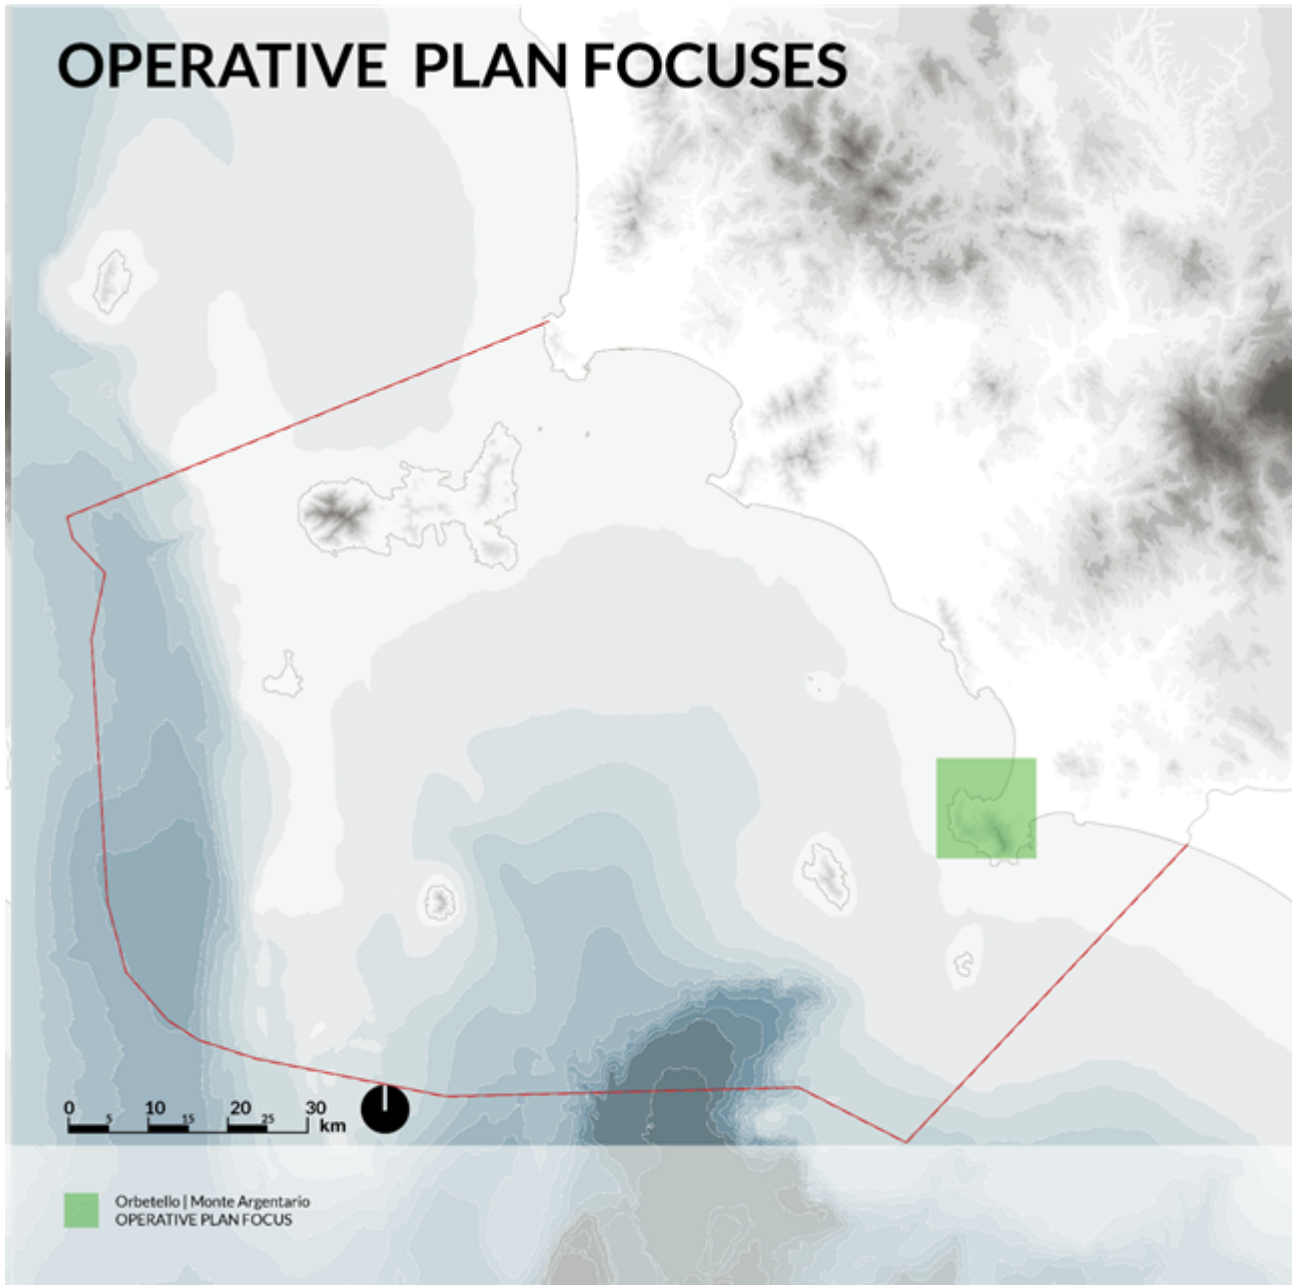 OPERATIVE PLAN FOCUSES
0 5 10 15 20 25 30
km
Orbetello | Monte Argentario
OPERATIVE PLAN FOCUS